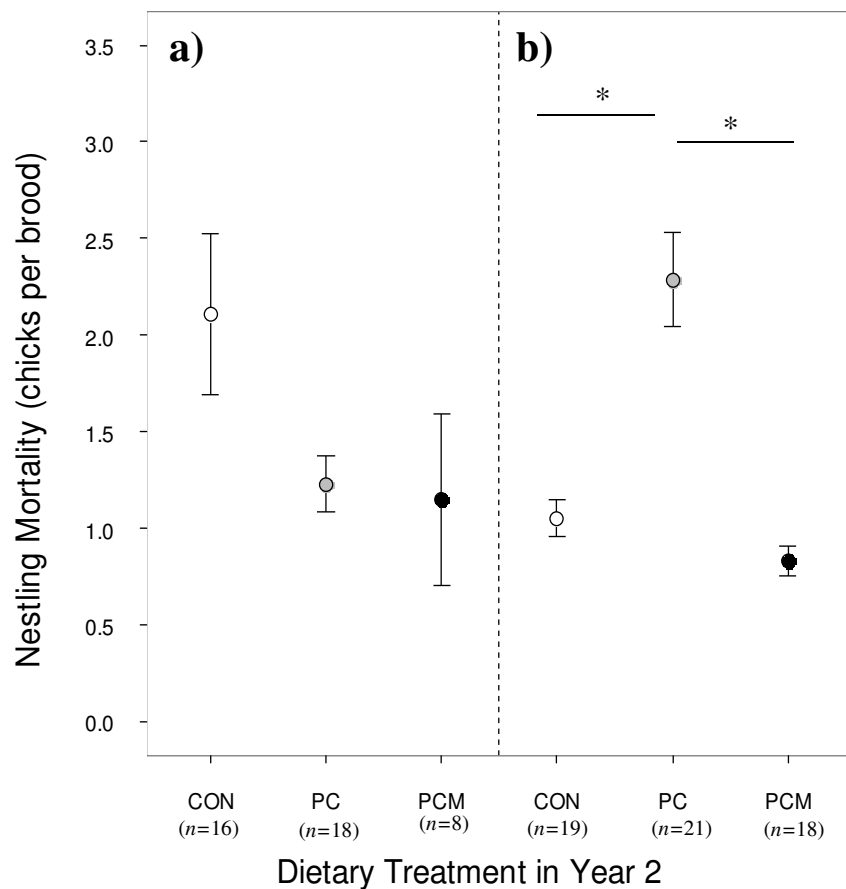 a)
b)
*
*
Nestling Mortality (chicks per brood)
3.5
3.0
2.5
2.0
1.5
1.0
0.5
0.0
CON PC PCM CON PC PCM
(n=16) (n=18) (n=8) (n=19) (n=21) (n=18)
Dietary Treatment in Year 2